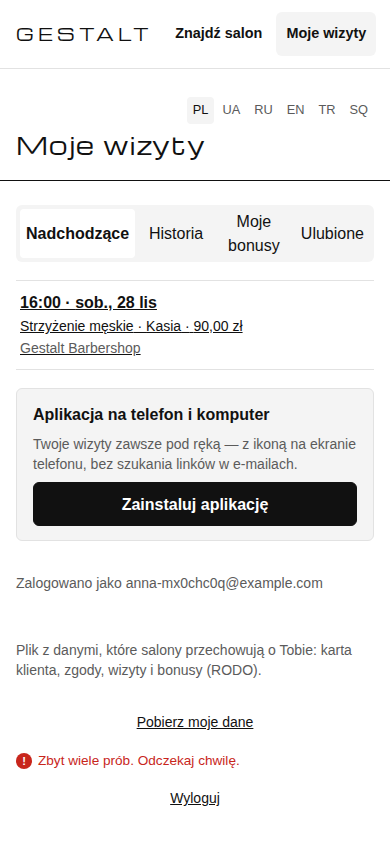 GESTALT
Znajdź salon
Moje wizyty
PL UA RU EN TR SQ
Moje wizyty
Nadchodzące
Historia
Moje bonusy
Ulubione
16:00 · sob., 28 lis
Strzyżenie męskie · Kasia · 90,00 zł
Gestalt Barbershop
Aplikacja na telefon i komputer
Twoje wizyty zawsze pod ręką — z ikoną na ekranie
telefonu, bez szukania linków w e-mailach.
Zainstaluj aplikację
Zalogowano jako anna-mx0chc0q@example.com
Plik z danymi, które salony przechowują o Tobie: karta
klienta, zgody, wizyty i bonusy (RODO).
Pobierz moje dane
Zbyt wiele prób. Odczekaj chwilę.
Wyloguj